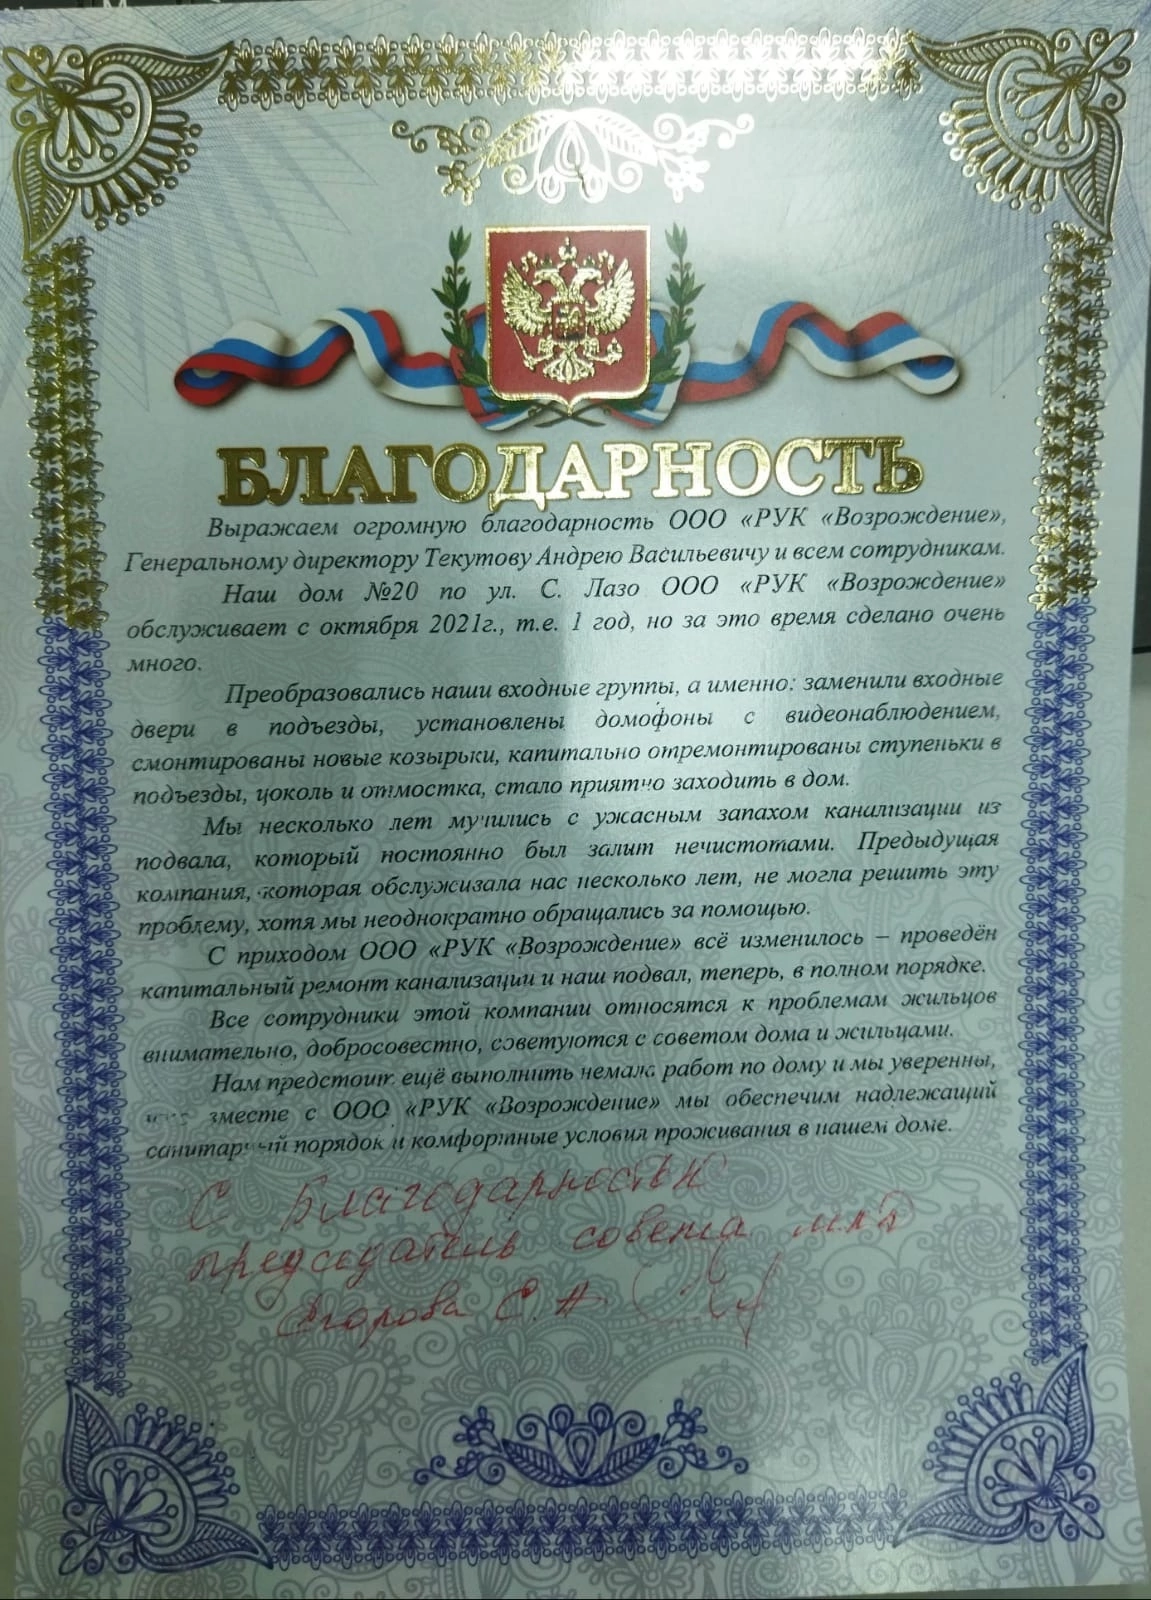 БЛАГОДАРНОСТЬ
Выражаем огромную благодарность ООО «РУК «Возрождение»,
Генеральному директору Текутову Андрею Васильевичу и всем сотрудникам.
Наш дом №20 по ул. С. Лазо ООО «РУК «Возрождение»
обслуживает с октября 2021г., т.е. 1 год, но за это время сделано очень
много.
Преобразовались наши входные группы, а именно: заменили входные
двери в подъезды, установлены домофоны с видеонаблюдением,
смонтированы новые козырьки, капитально отремонтированы ступеньки в
подъезды, цоколь и отмостка, стало приятно заходить в дом.
Мы несколько лет мучились с ужасным запахом канализации из
подвала, который постоянно был залит нечистотами. Предыдущая
компания, которая обслуживала нас несколько лет, не могла решить эту
проблему, хотя мы неоднократно обращались за помощью.
С приходом ООО «РУК «Возрождение» всё изменилось – проведён
капитальный ремонт канализации и наш подвал, теперь, в полном порядке.
Все сотрудники этой компании относятся к проблемам жильцов
внимательно, добросовестно, советуются с советом дома и жильцами.
Нам предстоит ещё выполнить немало работ по дому и мы уверенны,
вместе с ООО «РУК «Возрождение» мы обеспечим надлежащий
санитарный порядок и комфортные условия проживания в нашем доме.
С Благодарностью
председатель совета мкд
Егорова С. А.